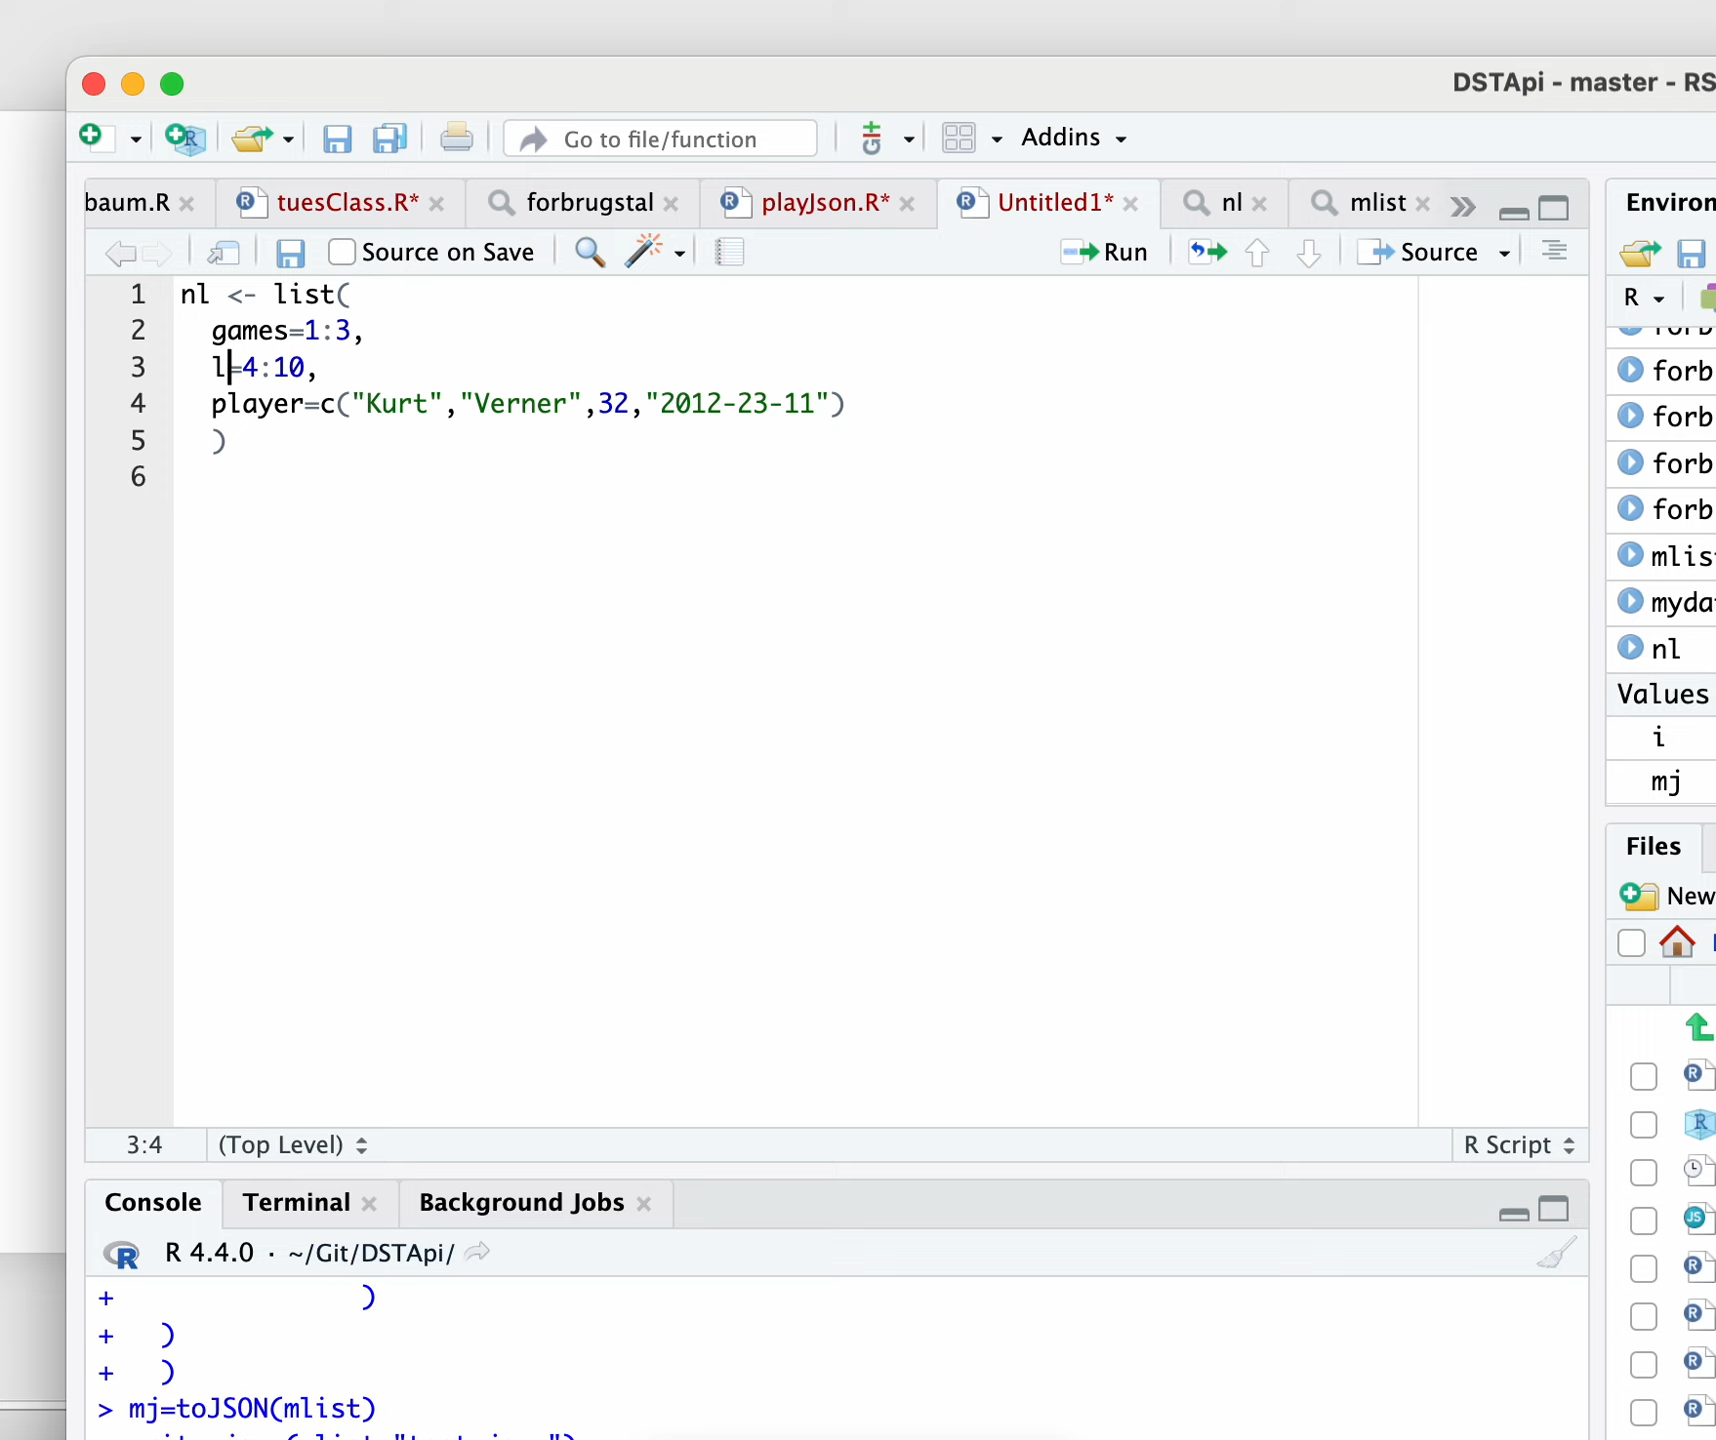 DSTApi - master - RS
Go to file/function
Addins
baum.R
tuesClass.R*
forbrugstal
playJson.R*
Untitled1*
nl
mlist
Environ
Source on Save
Run
Source
R
1 nl <- list(
2 games=1:3,
3 l=4:10,
4 player=c("Kurt","Verner",32,"2012-23-11")
5 )
6
forb
forb
forb
forb
mlis
myda
nl
Values
i
mj
Files
New
3:4
(Top Level)
R Script
Console
Terminal
Background Jobs
R 4.4.0 · ~/Git/DSTApi/
+ )
+ )
+ )
> mj=toJSON(mlist)